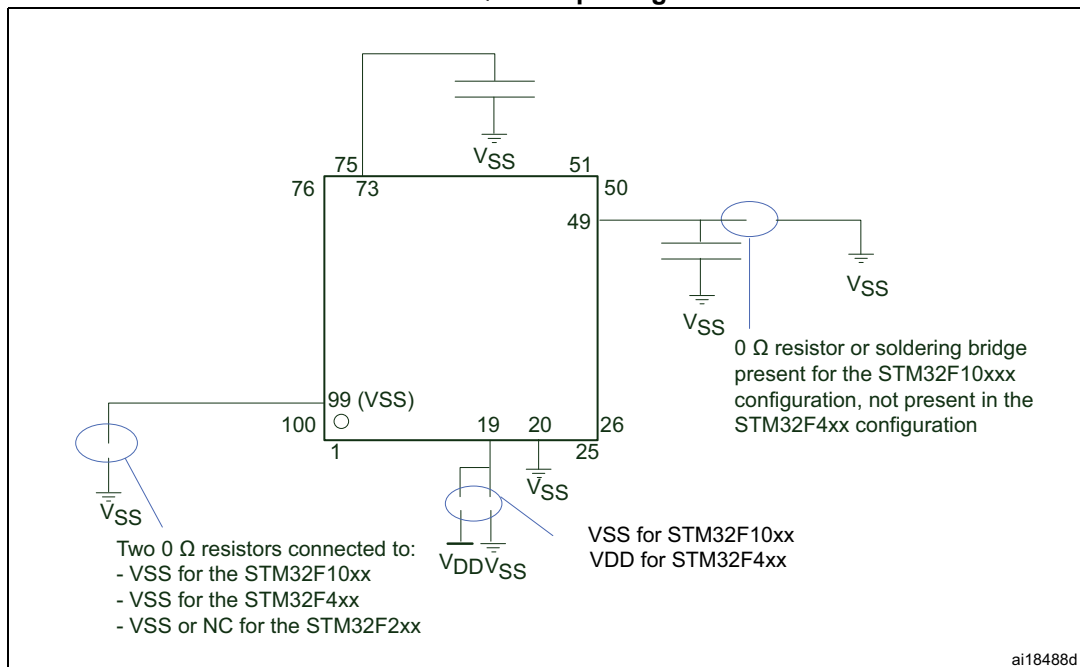 VSS
75
51
76
73
50
49
VSS
VSS
0 Ω resistor or soldering bridge
present for the STM32F10xxx
configuration, not present in the
STM32F4xx configuration
99 (VSS)
100
19
20
26
1
25
VSS
VSS
VDD VSS
VSS for STM32F10xx
VDD for STM32F4xx
Two 0 Ω resistors connected to:
- VSS for the STM32F10xx
- VSS for the STM32F4xx
- VSS or NC for the STM32F2xx
ai18488d